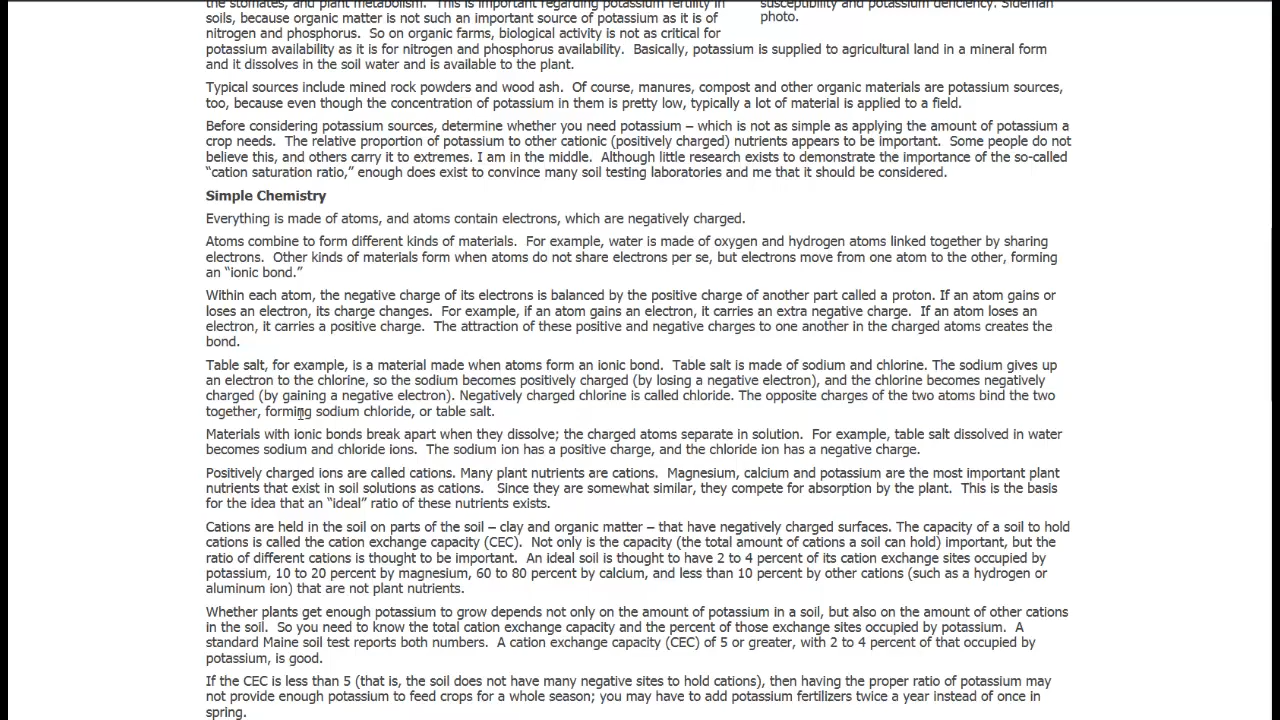 the stomates, and plant metabolism.  This is important regarding potassium fertility in
soils, because organic matter is not such an important source of potassium as it is of
nitrogen and phosphorus.  So on organic farms, biological activity is not as critical for
susceptibility and potassium deficiency. Sideman
photo.
potassium availability as it is for nitrogen and phosphorus availability.  Basically, potassium is supplied to agricultural land in a mineral form
and it dissolves in the soil water and is available to the plant.
Typical sources include mined rock powders and wood ash.  Of course, manures, compost and other organic materials are potassium sources,
too, because even though the concentration of potassium in them is pretty low, typically a lot of material is applied to a field.
Before considering potassium sources, determine whether you need potassium – which is not as simple as applying the amount of potassium a
crop needs.  The relative proportion of potassium to other cationic (positively charged) nutrients appears to be important.  Some people do not
believe this, and others carry it to extremes. I am in the middle.  Although little research exists to demonstrate the importance of the so-called
“cation saturation ratio,” enough does exist to convince many soil testing laboratories and me that it should be considered.
Simple Chemistry
Everything is made of atoms, and atoms contain electrons, which are negatively charged.
Atoms combine to form different kinds of materials.  For example, water is made of oxygen and hydrogen atoms linked together by sharing
electrons.  Other kinds of materials form when atoms do not share electrons per se, but electrons move from one atom to the other, forming
an “ionic bond.”
Within each atom, the negative charge of its electrons is balanced by the positive charge of another part called a proton. If an atom gains or
loses an electron, its charge changes.  For example, if an atom gains an electron, it carries an extra negative charge.  If an atom loses an
electron, it carries a positive charge.  The attraction of these positive and negative charges to one another in the charged atoms creates the
bond.
Table salt, for example, is a material made when atoms form an ionic bond.  Table salt is made of sodium and chlorine. The sodium gives up
an electron to the chlorine, so the sodium becomes positively charged (by losing a negative electron), and the chlorine becomes negatively
charged (by gaining a negative electron). Negatively charged chlorine is called chloride. The opposite charges of the two atoms bind the two
together, forming sodium chloride, or table salt.
Materials with ionic bonds break apart when they dissolve; the charged atoms separate in solution.  For example, table salt dissolved in water
becomes sodium and chloride ions.  The sodium ion has a positive charge, and the chloride ion has a negative charge.
Positively charged ions are called cations. Many plant nutrients are cations.  Magnesium, calcium and potassium are the most important plant
nutrients that exist in soil solutions as cations.   Since they are somewhat similar, they compete for absorption by the plant.  This is the basis
for the idea that an “ideal” ratio of these nutrients exists.
Cations are held in the soil on parts of the soil – clay and organic matter – that have negatively charged surfaces. The capacity of a soil to hold
cations is called the cation exchange capacity (CEC).  Not only is the capacity (the total amount of cations a soil can hold) important, but the
ratio of different cations is thought to be important.  An ideal soil is thought to have 2 to 4 percent of its cation exchange sites occupied by
potassium, 10 to 20 percent by magnesium, 60 to 80 percent by calcium, and less than 10 percent by other cations (such as a hydrogen or
aluminum ion) that are not plant nutrients.
Whether plants get enough potassium to grow depends not only on the amount of potassium in a soil, but also on the amount of other cations
in the soil.  So you need to know the total cation exchange capacity and the percent of those exchange sites occupied by potassium.  A
standard Maine soil test reports both numbers.  A cation exchange capacity (CEC) of 5 or greater, with 2 to 4 percent of that occupied by
potassium, is good.
If the CEC is less than 5 (that is, the soil does not have many negative sites to hold cations), then having the proper ratio of potassium may
not provide enough potassium to feed crops for a whole season; you may have to add potassium fertilizers twice a year instead of once in
spring.